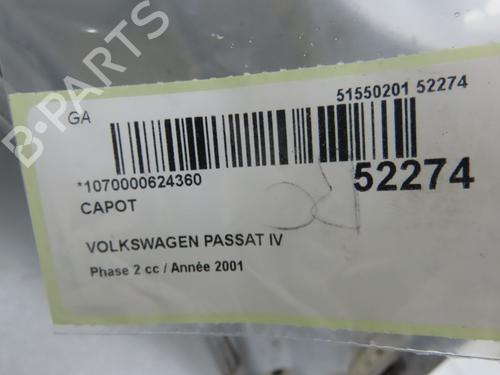 B-PARTS
GA
51550201 52274
*1070000624360
52274
CAPOT
VOLKSWAGEN PASSAT IV
Phase 2 cc / Année 2001